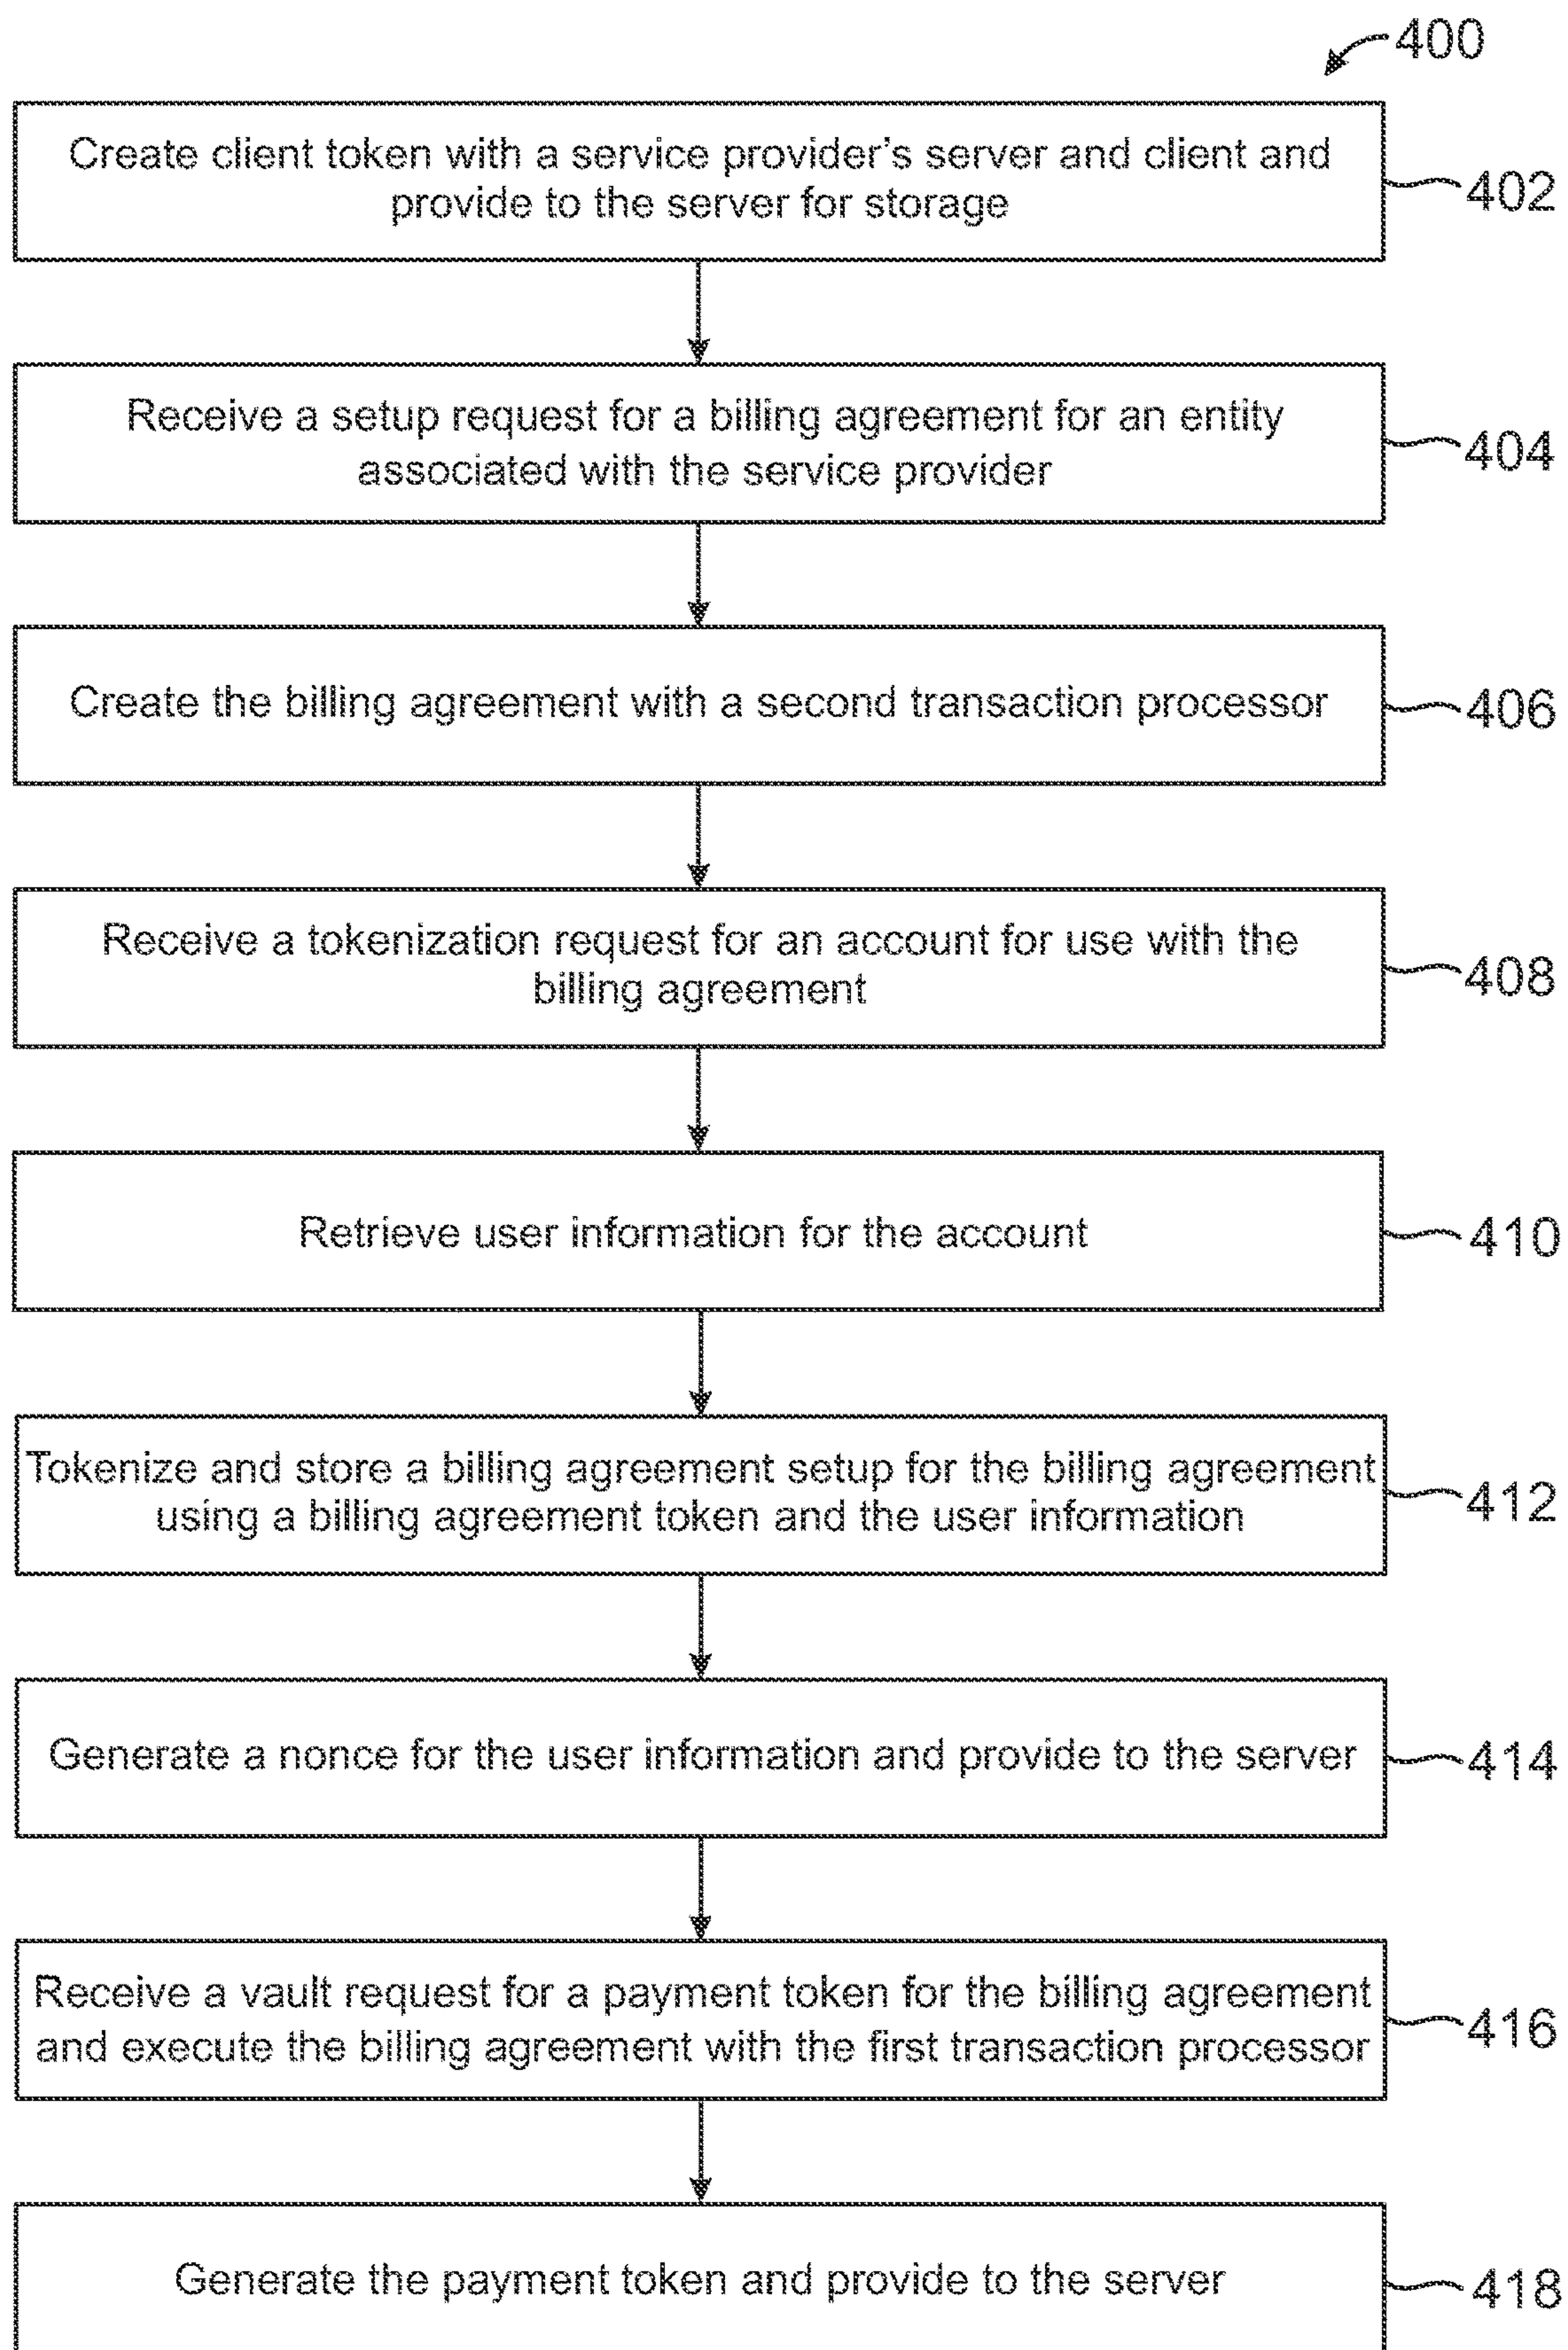 400
Create client token with a service provider's server and client and
provide to the server for storage
402
Receive a setup request for a billing agreement for an entity
associated with the service provider
404
Create the billing agreement with a second transaction processor
406
Receive a tokenization request for an account for use with the
billing agreement
408
Retrieve user information for the account
410
Tokenize and store a billing agreement setup for the billing agreement
using a billing agreement token and the user information
412
Generate a nonce for the user information and provide to the server
414
Receive a vault request for a payment token for the billing agreement
and execute the billing agreement with the first transaction processor
416
Generate the payment token and provide to the server
418